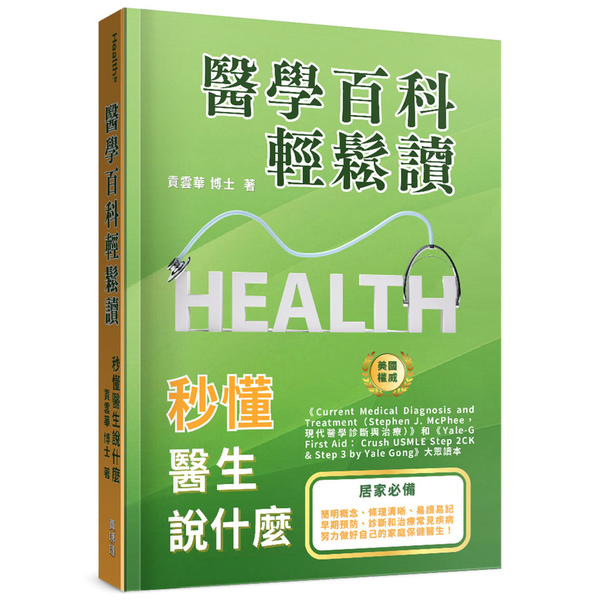 醫學百科
輕鬆讀
貢雲華 博士 著
HEALTH
美國
權威
秒懂
醫生
說什麼
《Current Medical Diagnosis and
Treatment（Stephen J. McPhee，
現代醫學診斷與治療）》和《Yale-G
First Aid： Crush USMLE Step 2CK
& Step 3 by Yale Gong》大眾讀本
居家必備
簡明概念、條理清晰、易讀易記
早期預防、診斷和治療常見疾病
努力做好自己的家庭保健醫生！
醫學百科輕鬆讀
秒懂醫生說什麼
貢雲華 博士 著